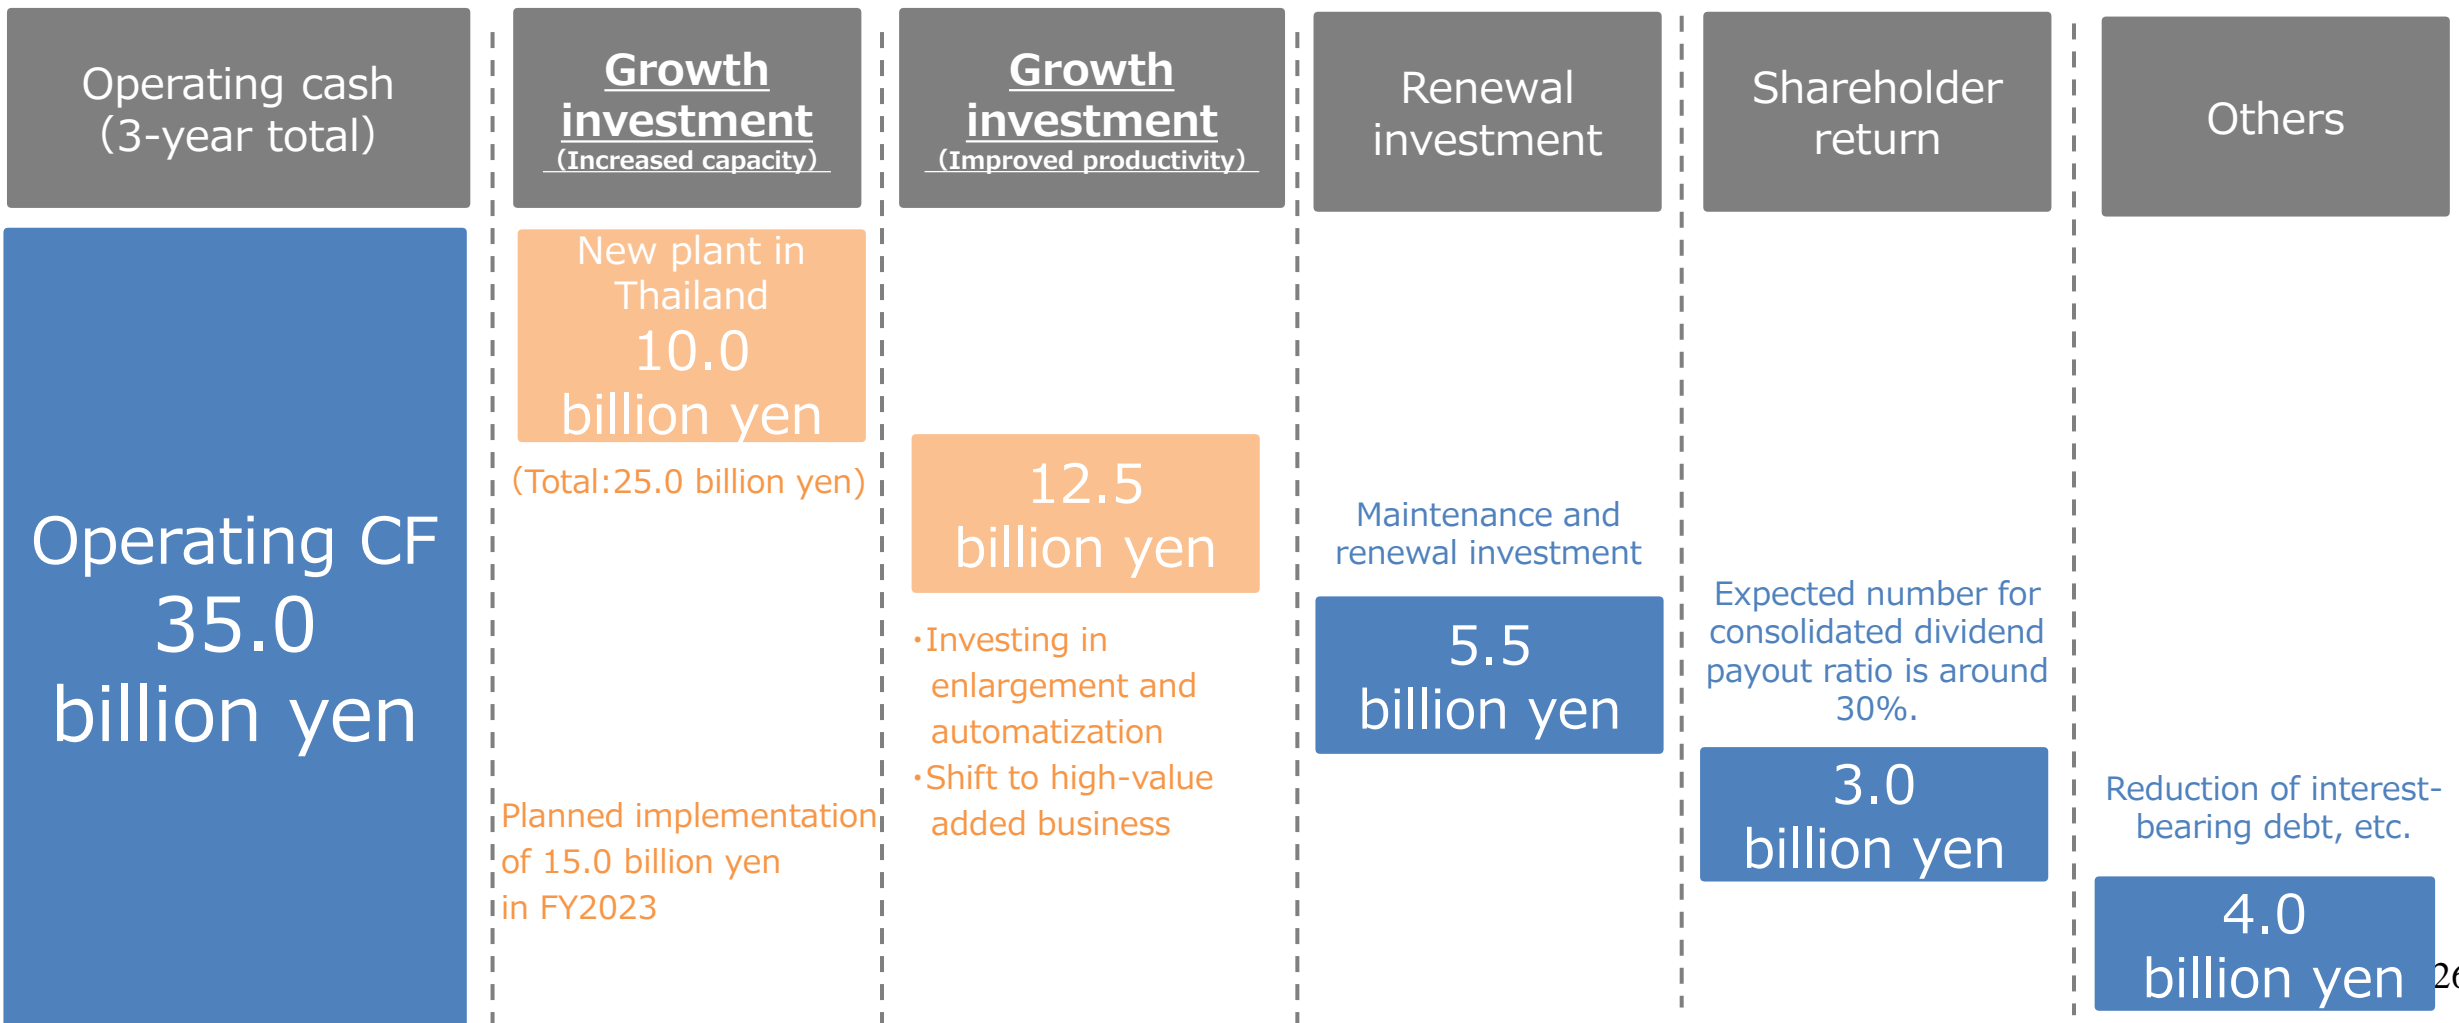 Operating cash
(3-year total)
Growth
investment
(Increased capacity)
Growth
investment
(Improved productivity)
Renewal
investment
Shareholder
return
Others
Operating CF
35.0
billion yen
New plant in
Thailand
10.0
billion yen
(Total:25.0 billion yen)
Planned implementation
of 15.0 billion yen
in FY2023
12.5
billion yen
・Investing in
enlargement and
automatization
・Shift to high-value
added business
Maintenance and
renewal investment
5.5
billion yen
Expected number for
consolidated dividend
payout ratio is around
30%.
3.0
billion yen
Reduction of interest-
bearing debt, etc.
4.0
billion yen
26